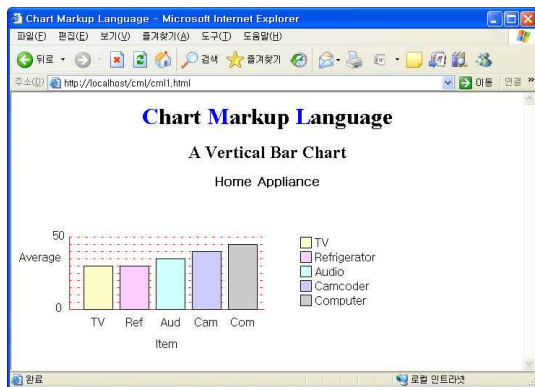 Chart Markup Language - Microsoft Internet Explorer
파일(F) 편집(E) 보기(V) 즐겨찾기(A) 도구(T) 도움말(H)
뒤로 검색 즐겨찾기
주소(D) http://localhost/cml/cml1.html 이동 연결 »
Chart Markup Language
A Vertical Bar Chart
Home Appliance
50
Average
0
TV Ref Aud Cam Com
Item
TV
Refrigerator
Audio
Camcoder
Computer
완료 로컬 인트라넷